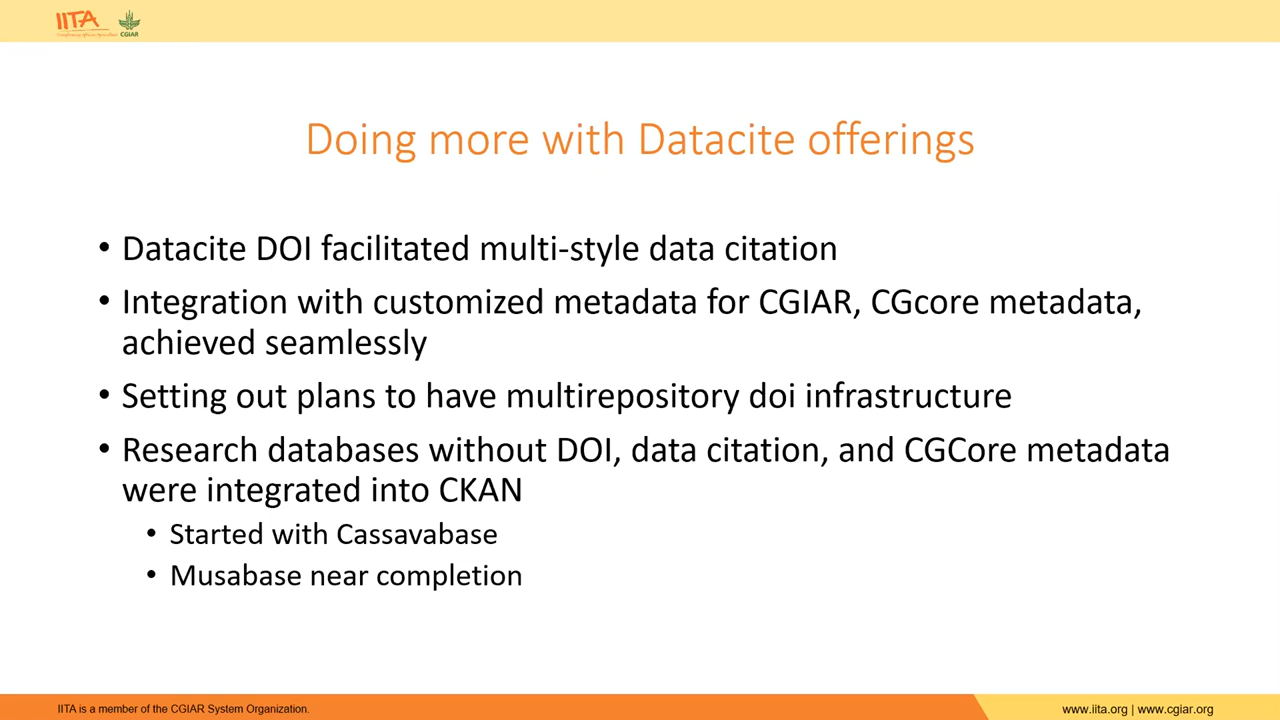 IITA
CGIAR
Doing more with Datacite offerings
• Datacite DOI facilitated multi-style data citation
• Integration with customized metadata for CGIAR, CGcore metadata,
achieved seamlessly
• Setting out plans to have multirepository doi infrastructure
• Research databases without DOI, data citation, and CGCore metadata
were integrated into CKAN
• Started with Cassavabase
• Musabase near completion
IITA is a member of the CGIAR System Organization.
www.iita.org | www.cgiar.org